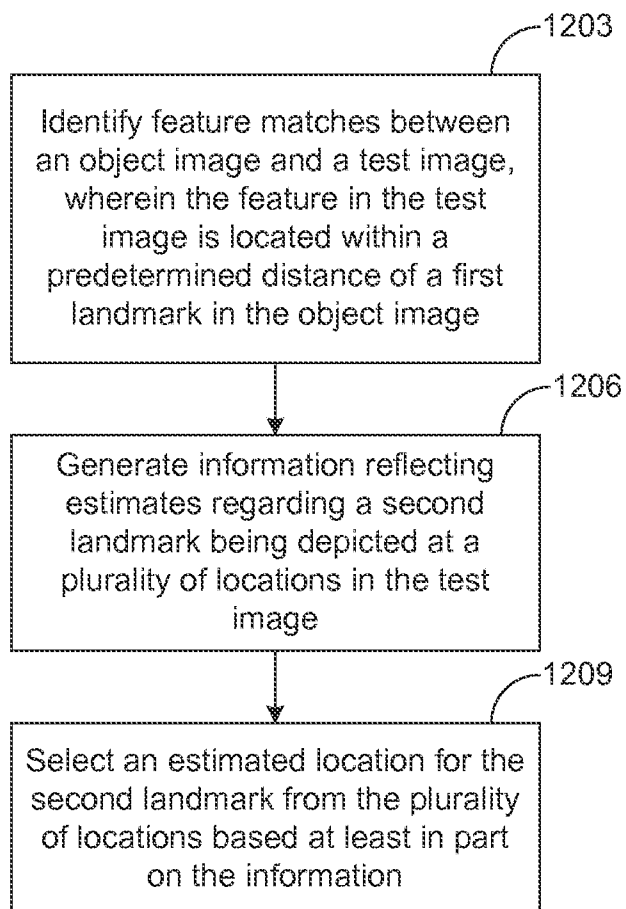 1203
Identify feature matches between
an object image and a test image,
wherein the feature in the test
image is located within a
predetermined distance of a first
landmark in the object image
1206
Generate information reflecting
estimates regarding a second
landmark being depicted at a
plurality of locations in the test
image
1209
Select an estimated location for the
second landmark from the plurality
of locations based at least in part
on the information